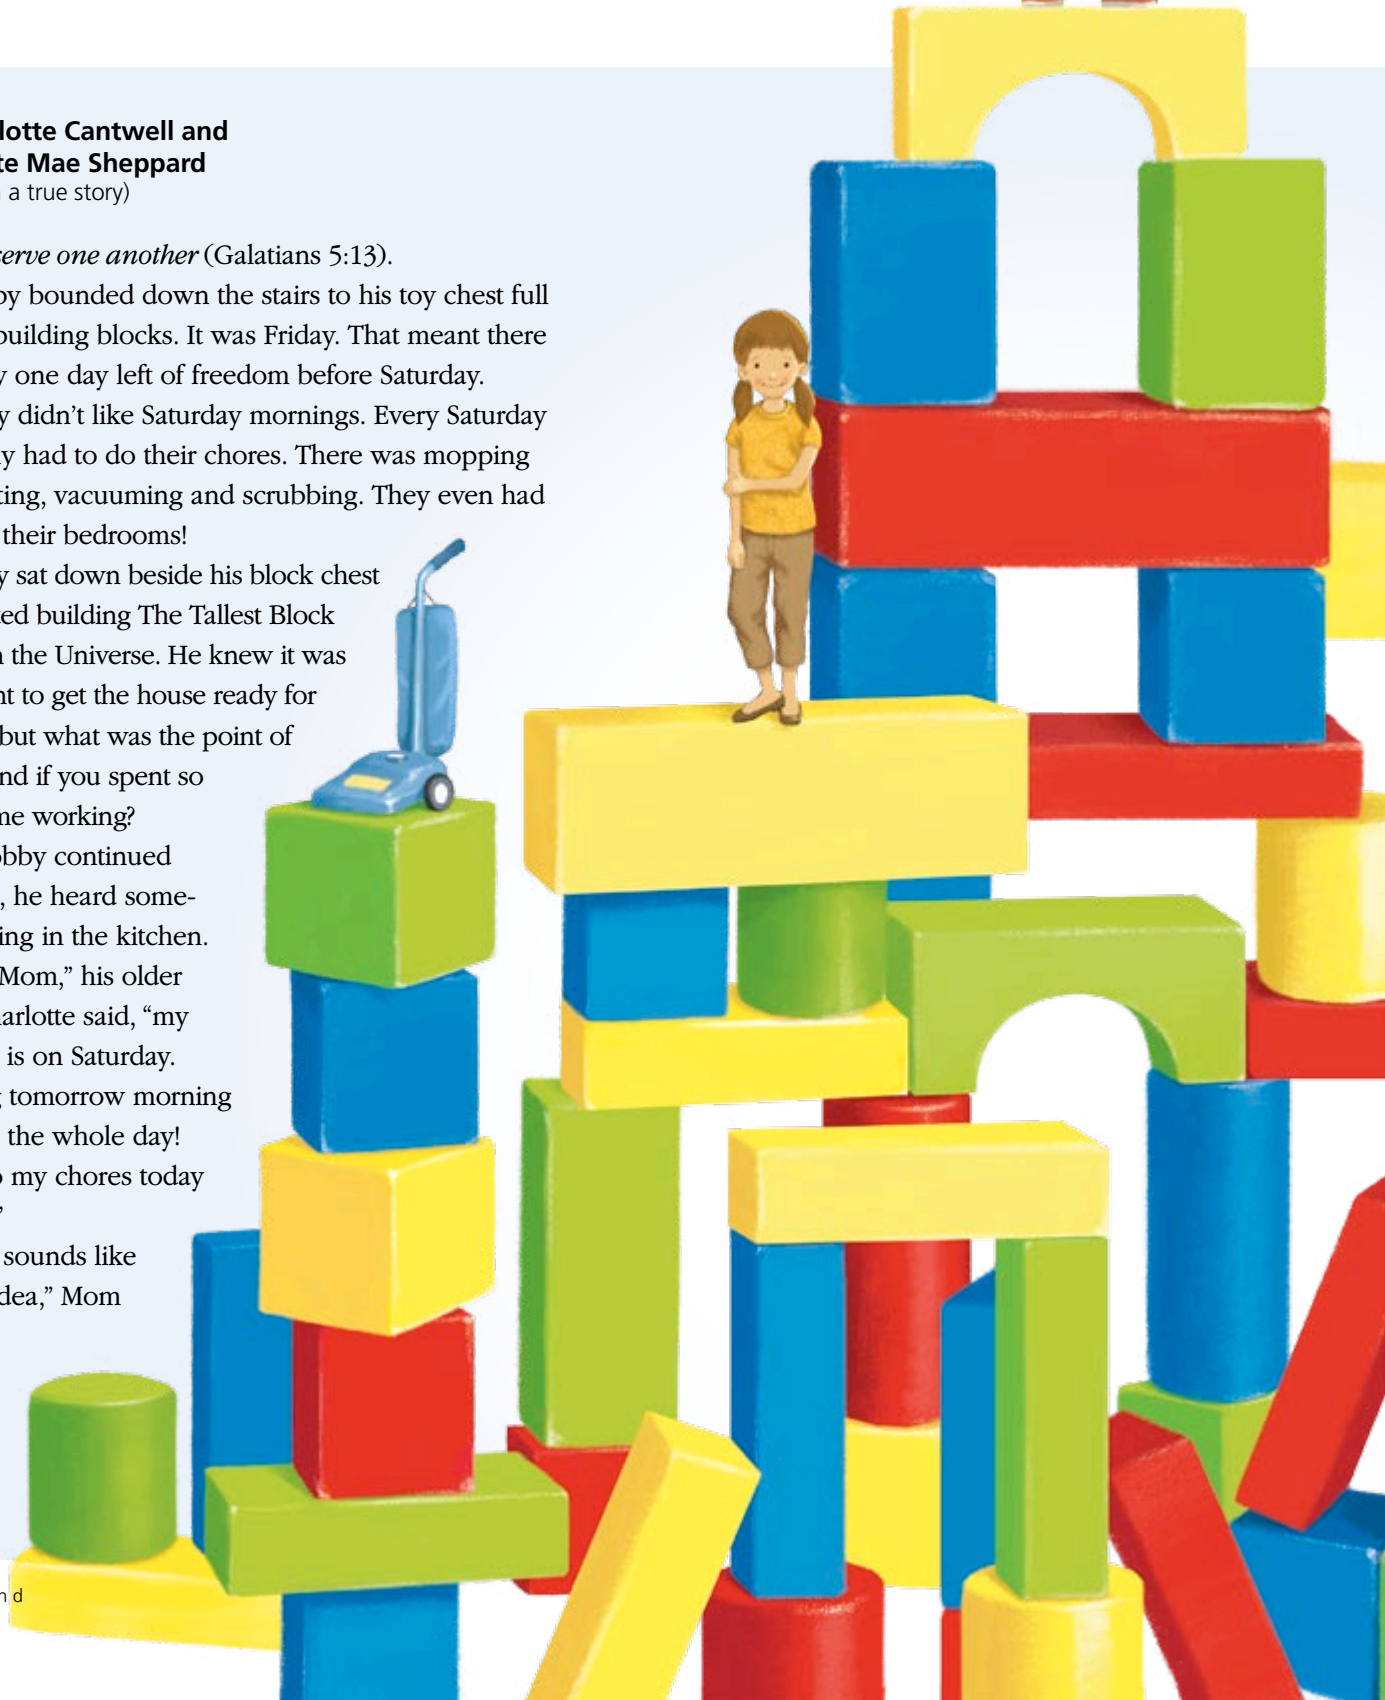 lotte Cantwell and
te Mae Sheppard
a true story)
serve one another (Galatians 5:13).
by bounded down the stairs to his toy chest full
building blocks. It was Friday. That meant there
y one day left of freedom before Saturday.
y didn’t like Saturday mornings. Every Saturday
ly had to do their chores. There was mopping
ting, vacuuming and scrubbing. They even had
their bedrooms!
y sat down beside his block chest
ted building The Tallest Block
n the Universe. He knew it was
nt to get the house ready for
but what was the point of
nd if you spent so
me working?
obby continued
, he heard some-
ing in the kitchen.
Mom,” his older
harlotte said, “my
is on Saturday.
g tomorrow morning
the whole day!
o my chores today
”
sounds like
dea,” Mom
n d